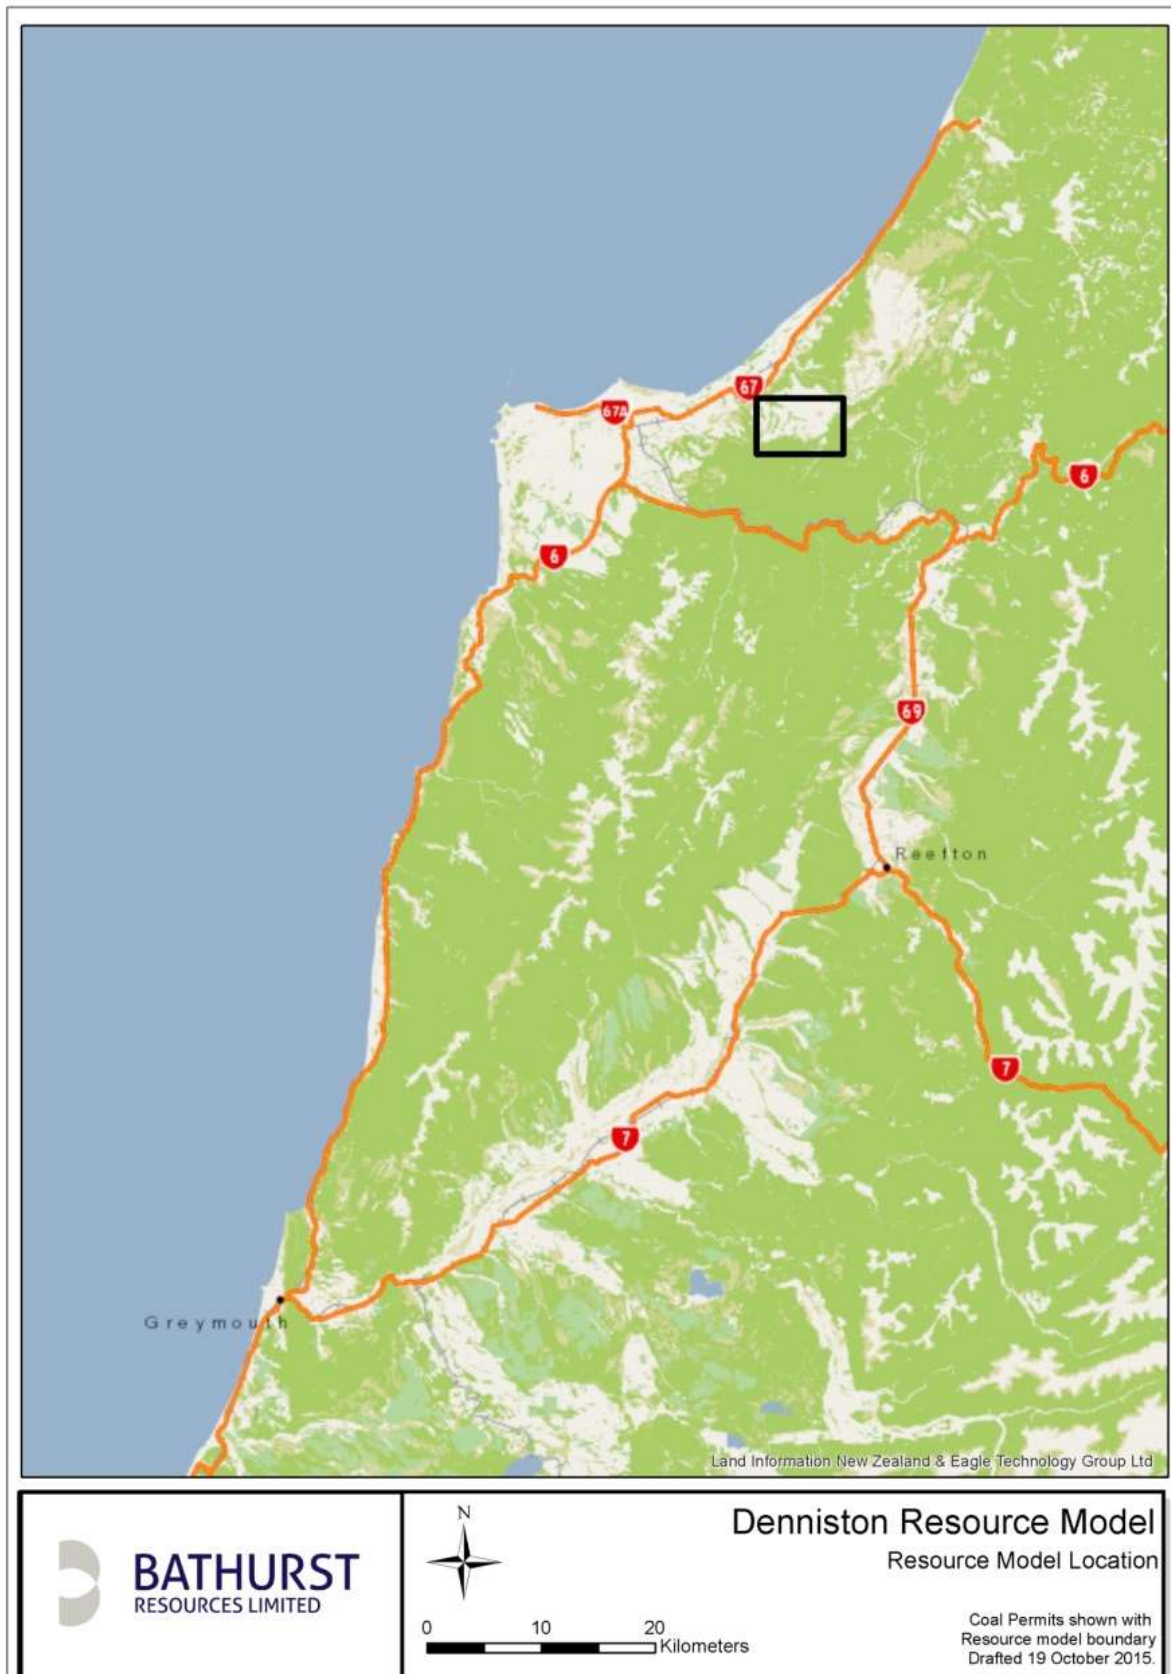 67
67A
6
6
69
Reefton
7
7
Greymouth
Land Information New Zealand & Eagle Technology Group Ltd
BATHURST
RESOURCES LIMITED
N
0 10 20
Kilometers
Denniston Resource Model
Resource Model Location
Coal Permits shown with
Resource model boundary
Drafted 19 October 2015.